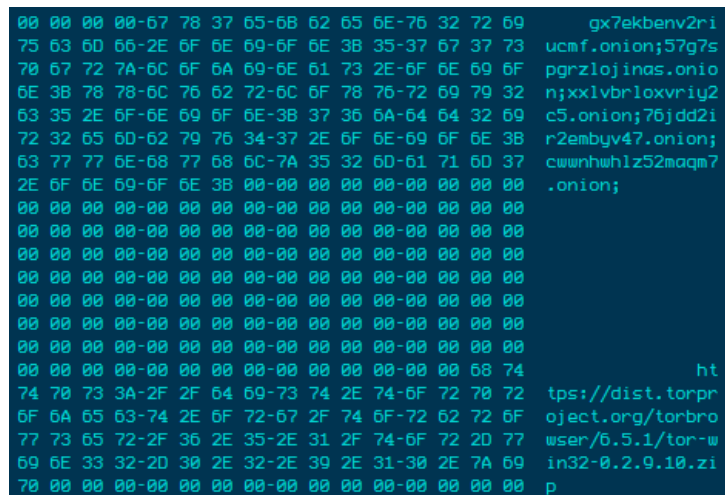 00 00 00 00-67 78 37 65-6B 62 65 6E-76 32 72 69 gx7ekbenv2ri
75 63 6D 66-2E 6F 6E 69-6F 6E 3B 35-37 67 37 73 ucmf.onion;57g7s
70 67 72 7A-6C 6F 6A 69-6E 61 73 2E-6F 6E 69 6F pgrzlojinas.onio
6E 3B 78 78-6C 76 62 72-6C 6F 78 76-72 69 79 32 n;xxlvbrloxvriy2
63 35 2E 6F-6E 69 6F 6E-3B 37 36 6A-64 64 32 69 c5.onion;76jdd2i
72 32 65 6D-62 79 76 34-37 2E 6F 6E-69 6F 6E 3B r2embyv47.onion;
63 77 77 6E-68 77 68 6C-7A 35 32 6D-61 71 6D 37 cwwnhwhlz52maqm7
2E 6F 6E 69-6F 6E 3B 00-00 00 00 00-00 00 00 00 .onion;
00 00 00 00-00 00 00 00-00 00 00 00-00 00 00 00
00 00 00 00-00 00 00 00-00 00 00 00-00 00 00 00
00 00 00 00-00 00 00 00-00 00 00 00-00 00 00 00
00 00 00 00-00 00 00 00-00 00 00 00-00 00 00 00
00 00 00 00-00 00 00 00-00 00 00 00-00 00 00 00
00 00 00 00-00 00 00 00-00 00 00 00-00 00 00 00
00 00 00 00-00 00 00 00-00 00 00 00-00 00 00 00
00 00 00 00-00 00 00 00-00 00 00 00-00 00 68 74 ht
74 70 73 3A-2F 2F 64 69-73 74 2E 74-6F 72 70 72 tps://dist.torpr
6F 6A 65 63-74 2E 6F 72-67 2F 74 6F-72 62 72 6F oject.org/torbro
77 73 65 72-2F 36 2E 35-2E 31 2F 74-6F 72 2D 77 wser/6.5.1/tor-w
69 6E 33 32-2D 30 2E 32-2E 39 2E 31-30 2E 7A 69 in32-0.2.9.10.zi
70 00 00 00-00 00 00 00-00 00 00 00-00 00 00 00 p